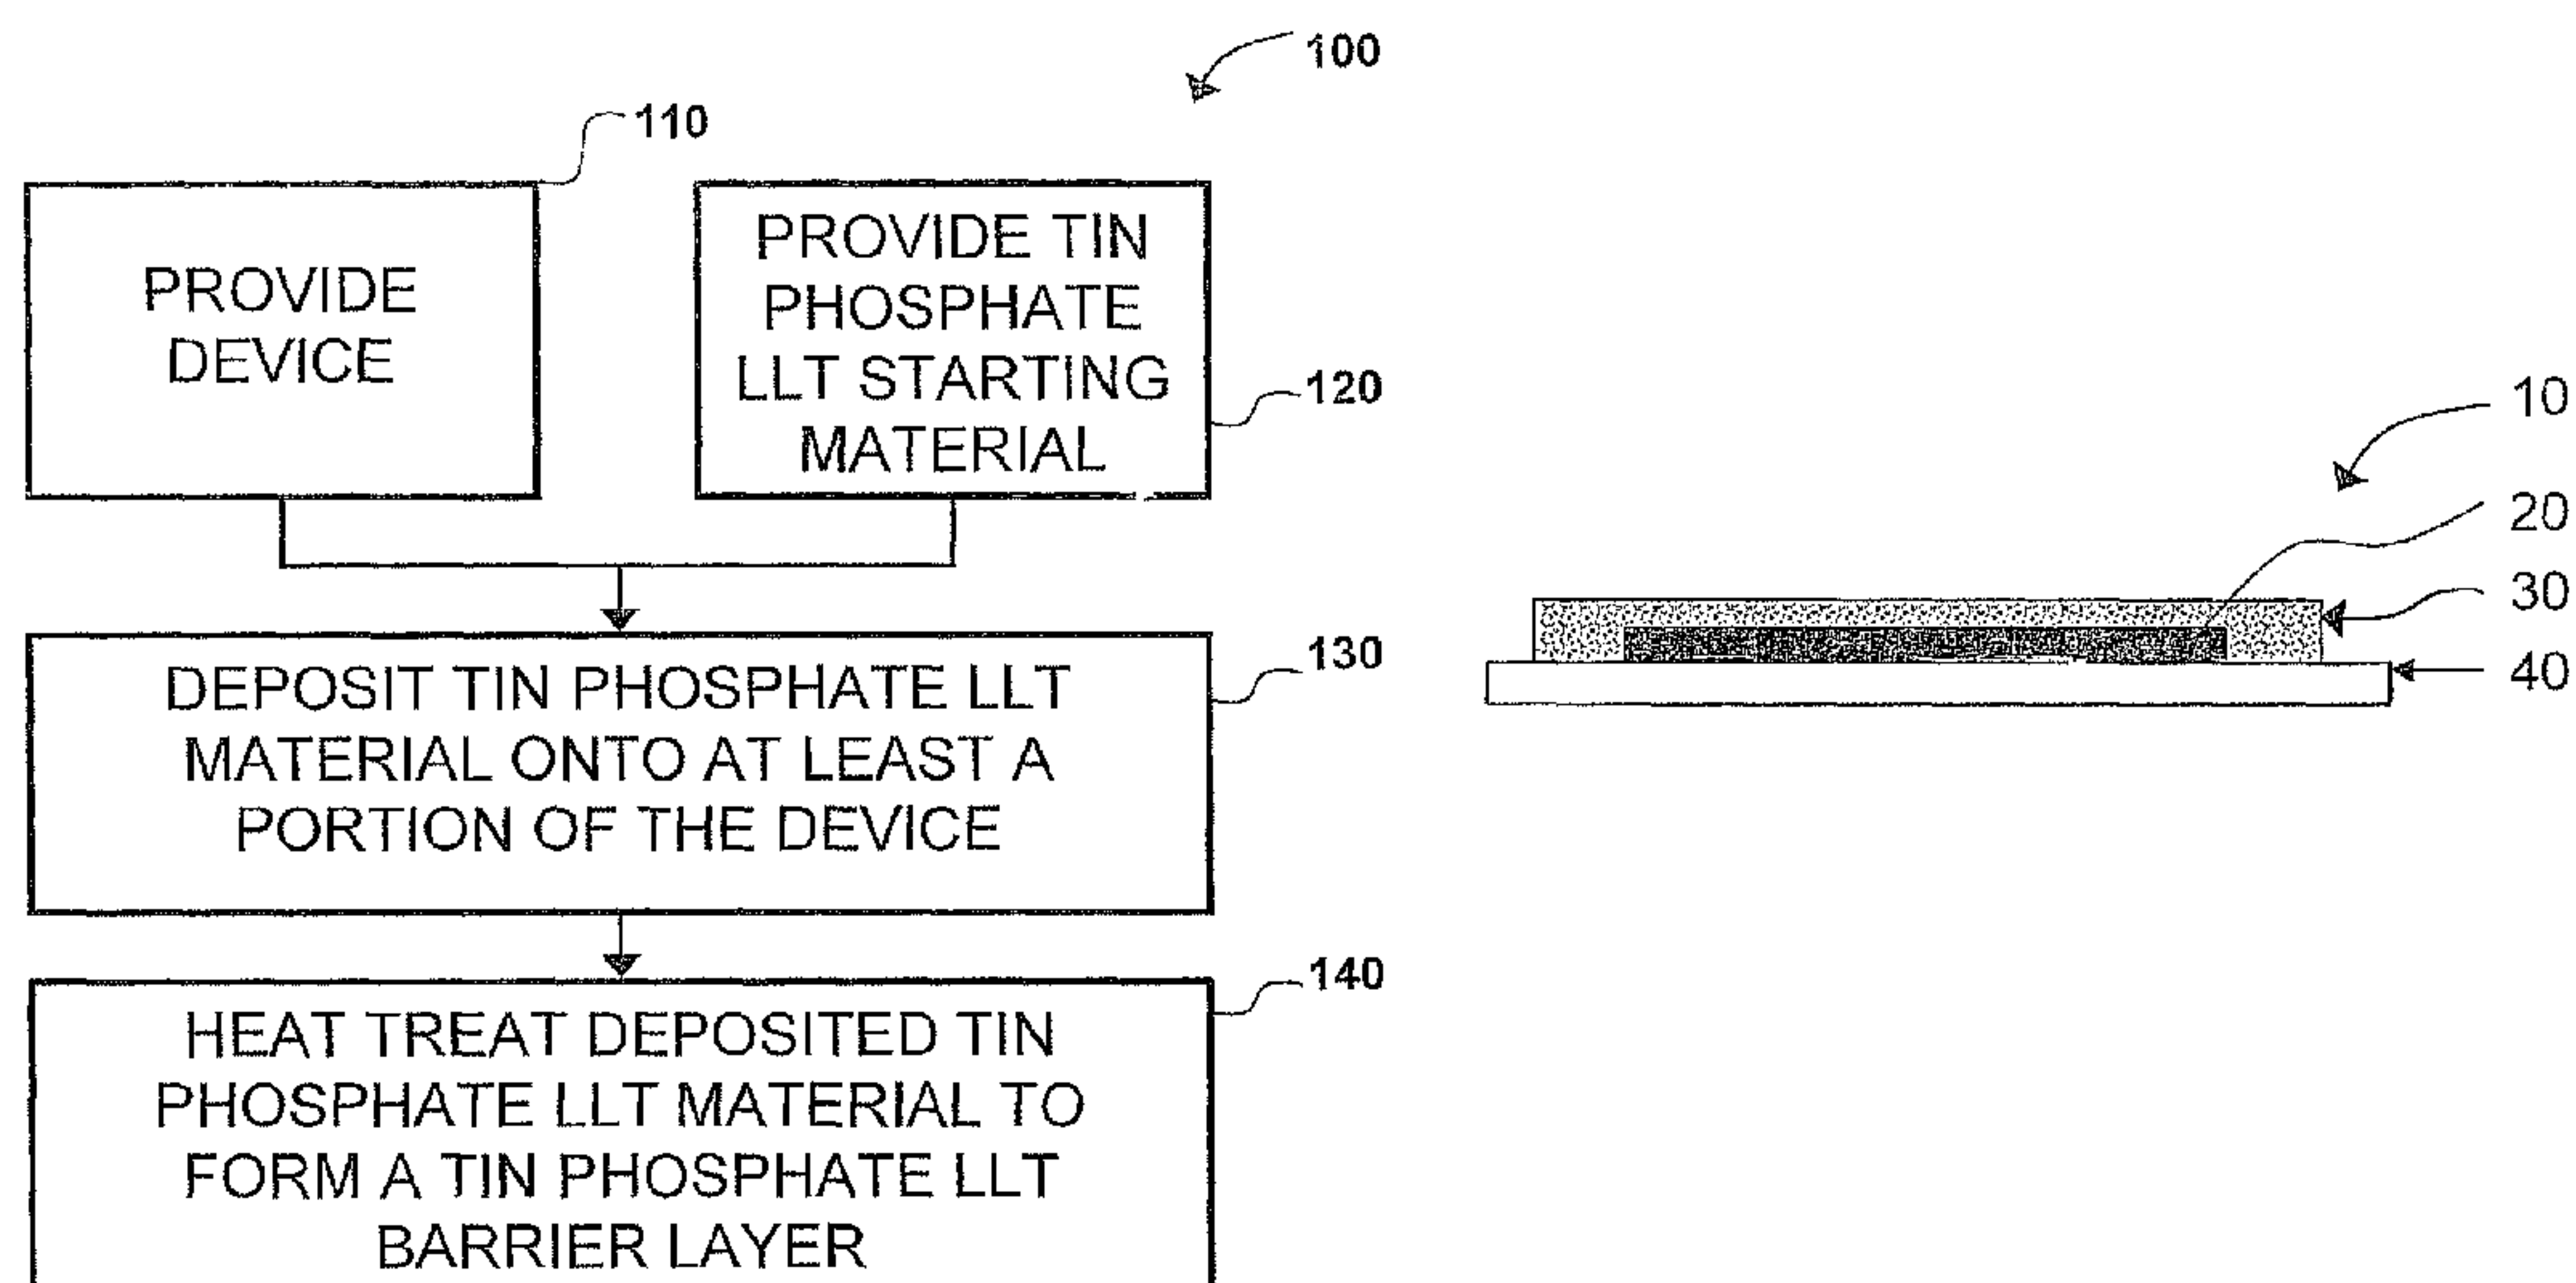 100
110
PROVIDE
DEVICE
PROVIDE TIN
PHOSPHATE
LLT STARTING
MATERIAL
120
130
DEPOSIT TIN PHOSPHATE LLT
MATERIAL ONTO AT LEAST A
PORTION OF THE DEVICE
140
HEAT TREAT DEPOSITED TIN
PHOSPHATE LLT MATERIAL TO
FORM A TIN PHOSPHATE LLT
BARRIER LAYER
10
20
30
40